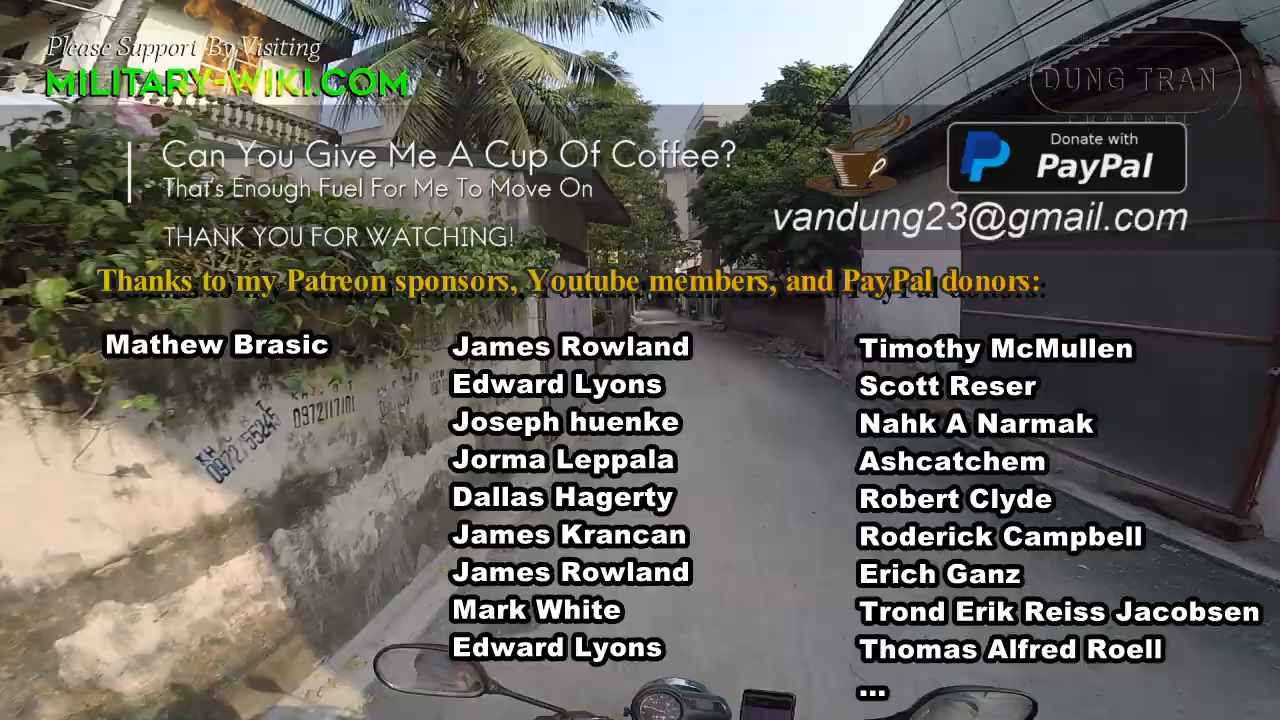 Please Support By Visiting
MILITARY-WIKI.COM
DUNG TRAN
CHANNEL
Can You Give Me A Cup Of Coffee?
That's Enough Fuel For Me To Move On
THANK YOU FOR WATCHING!
Donate with
PayPal
vandung23@gmail.com
Thanks to my Patreon sponsors, Youtube members, and PayPal donors:
Mathew Brasic
James Rowland
Edward Lyons
Joseph huenke
Jorma Leppala
Dallas Hagerty
James Krancan
James Rowland
Mark White
Edward Lyons
Timothy McMullen
Scott Reser
Nahk A Narmak
Ashcatchem
Robert Clyde
Roderick Campbell
Erich Ganz
Trond Erik Reiss Jacobsen
Thomas Alfred Roell
...